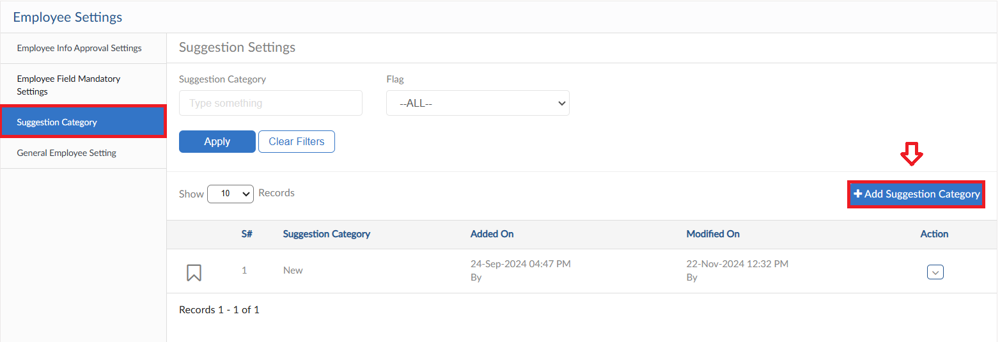 Employee Settings
Employee Info Approval Settings
Employee Field Mandatory
Settings
Suggestion Category
General Employee Setting
Suggestion Settings
Suggestion Category Flag
Type something --ALL--
Apply Clear Filters
Show 10 Records + Add Suggestion Category
S# Suggestion Category Added On Modified On Action
1 New 24-Sep-2024 04:47 PM 22-Nov-2024 12:32 PM
By By
Records 1 - 1 of 1